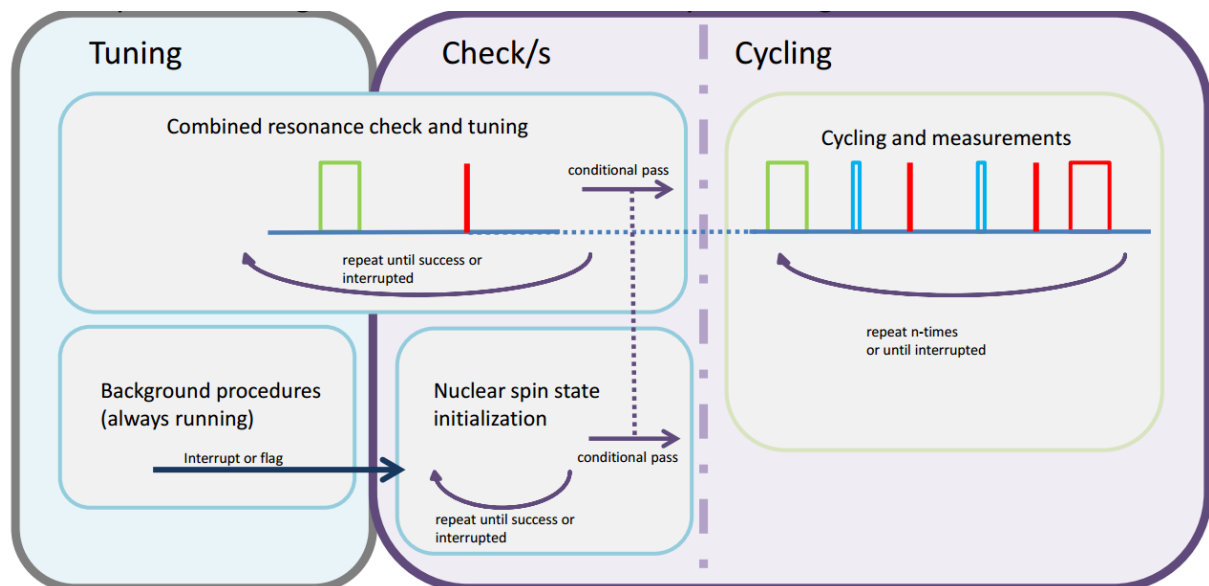 Tuning
Check/s
Cycling
Combined resonance check and tuning
conditional pass
repeat until success or
interrupted
Cycling and measurements
repeat n-times
or until interrupted
Background procedures
(always running)
Interrupt or flag
Nuclear spin state
initialization
conditional pass
repeat until success or
interrupted